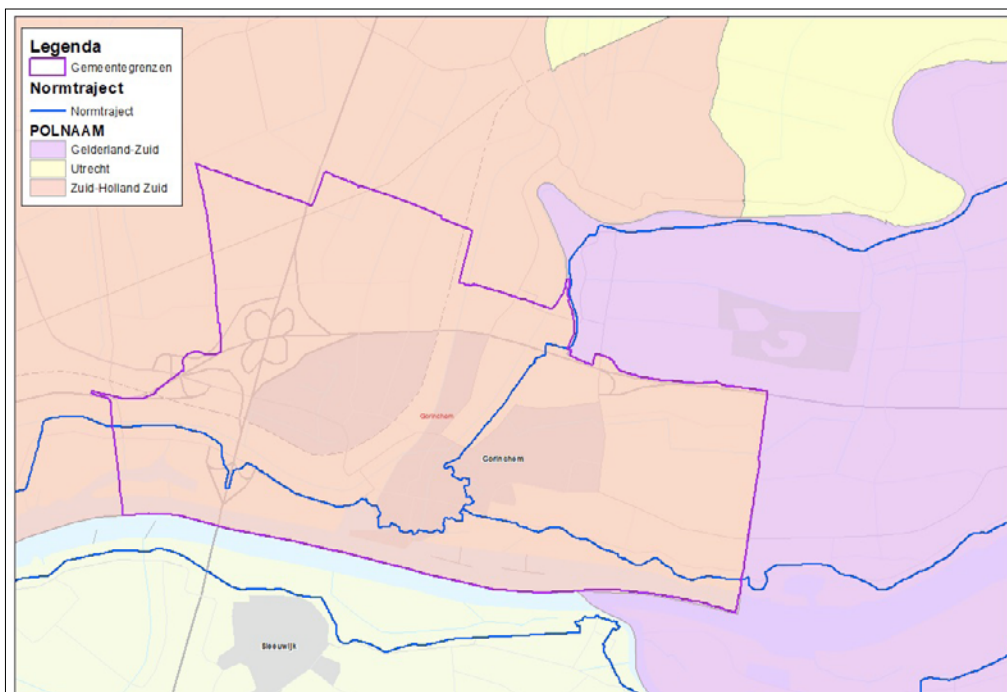 Legenda
Gemeentegrenzen
Normtraject
Normtraject
POLNAAM
Gelderland-Zuid
Utrecht
Zuid-Holland Zuid
Gorinchem
Gorinchem
Sleeuwijk